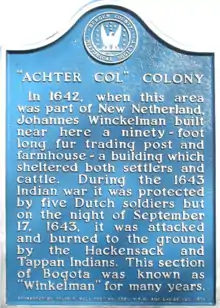 "ACHTER COL" COLONY
In 1642, when this area
was part of New Netherland,
Johannes Winckelman built
near here a ninety-foot
long fur trading post and
farmhouse - a building which
sheltered both settlers and
cattle. During the 1643
Indian war it was protected
by five Dutch soldiers but
on the night of September
17, 1643, it was attacked
and burned to the ground
by the Hackensack and
Tappan Indians. This section
of Bogota was known as
"Winkelman" for many years.